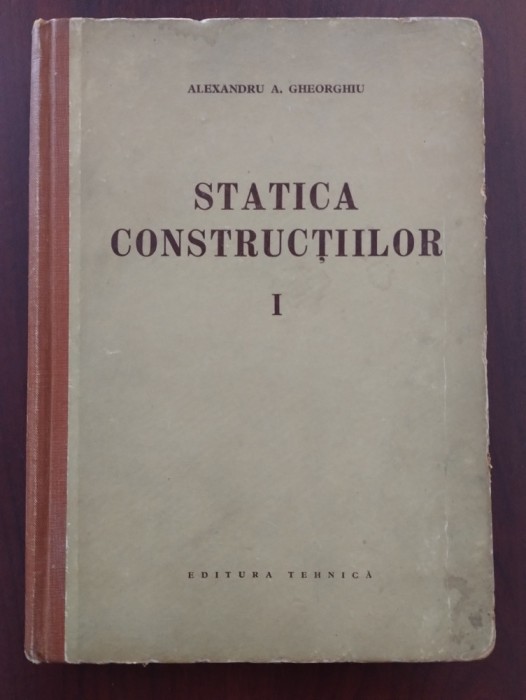 ALEXANDRU A. GHEORGHIU
STATICA
CONSTRUCȚIILOR
I
EDITURA TEHNICĂ